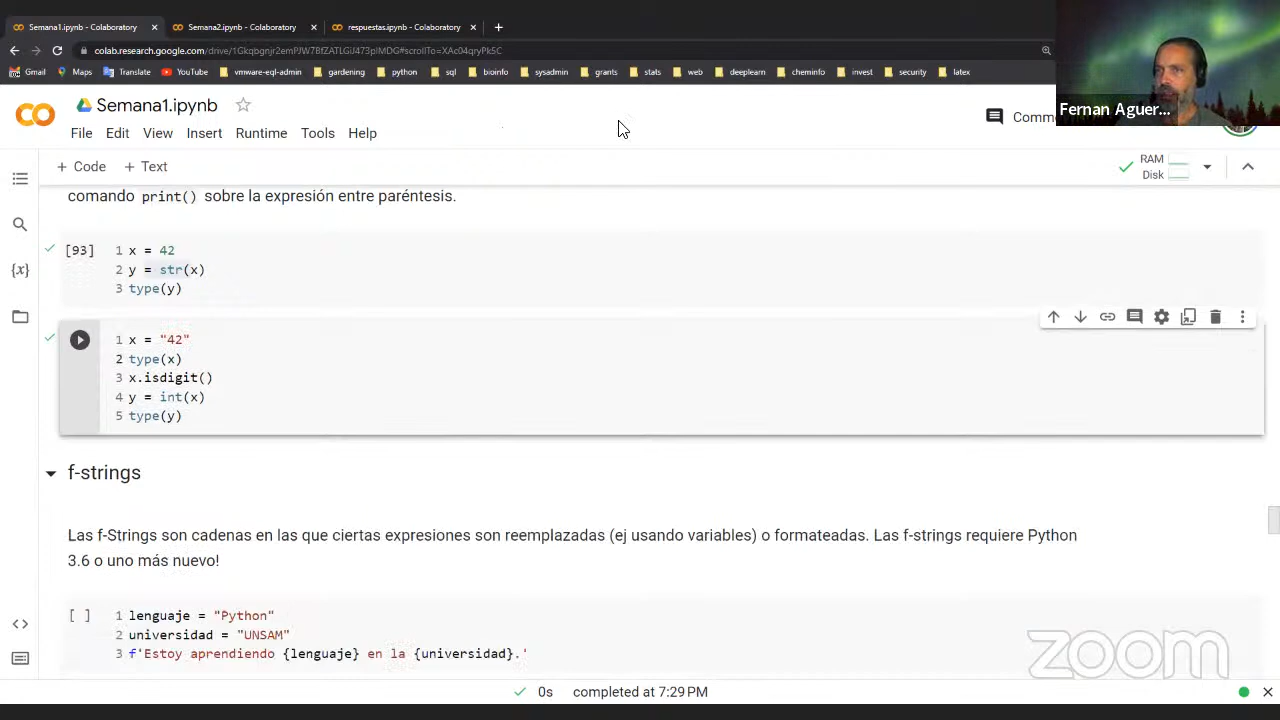 Semana1.ipynb - Colaboratory
Semana2.ipynb - Colaboratory
respuestas.ipynb - Colaboratory
Gmail Maps Translate YouTube vmware-eql-admin gardening python sql bioinfo sysadmin grants stats web deeplearn cheminfo invest security latex
Fernan Aguer...
Semana1.ipynb
File Edit View Insert Runtime Tools Help
Comm
+ Code + Text
RAM
Disk
comando print() sobre la expresión entre paréntesis.
[93] 1 x = 42
2 y = str(x)
3 type(y)
1 x = "42"
2 type(x)
3 x.isdigit()
4 y = int(x)
5 type(y)
f-strings
Las f-Strings son cadenas en las que ciertas expresiones son reemplazadas (ej usando variables) o formateadas. Las f-strings requiere Python
3.6 o uno más nuevo!
[ ] 1 lenguaje = "Python"
2 universidad = "UNSAM"
3 f'Estoy aprendiendo {lenguaje} en la {universidad}.'
zoom
0s completed at 7:29 PM